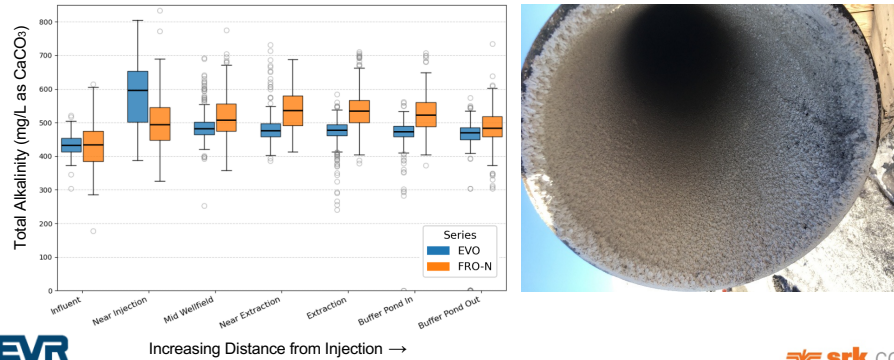 Total Alkalinity (mg/L as CaCO₃)
800
700
600
500
400
300
200
100
0
Series
EVO
FRO-N
Influent
Near Injection
Mid Wellfield
Near Extraction
Extraction
Buffer Pond In
Buffer Pond Out
Increasing Distance from Injection →
EVR
srk co